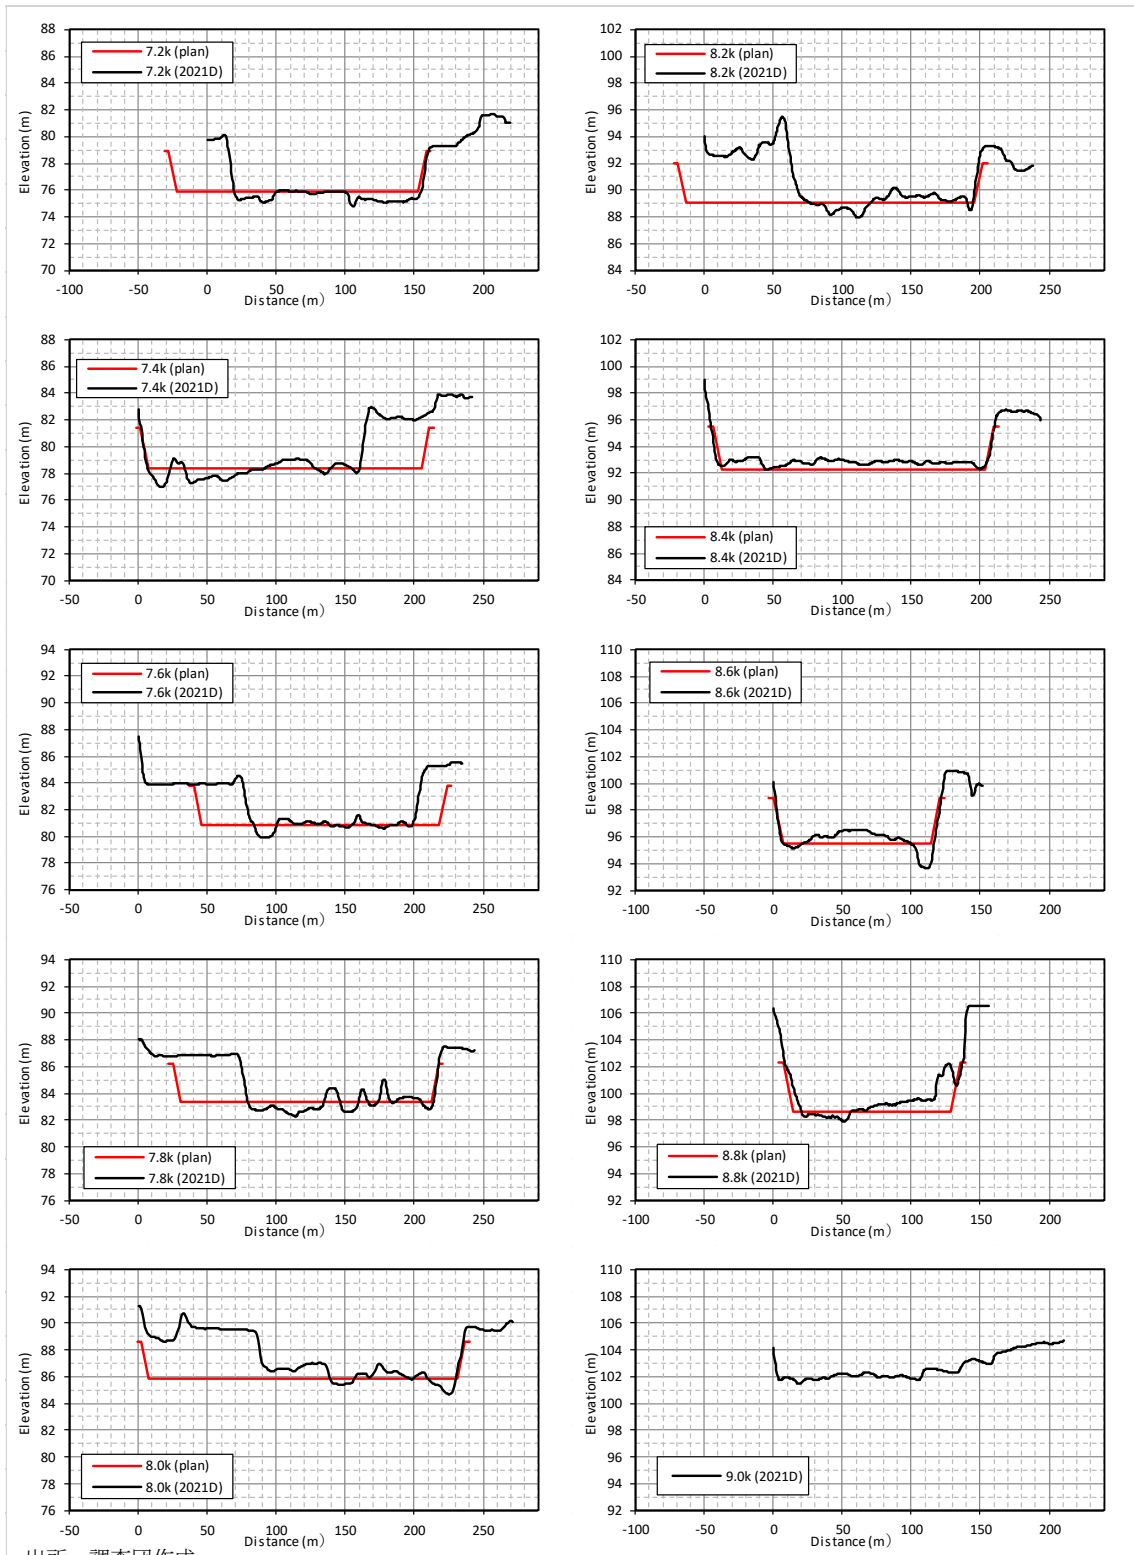 88
86
84
82
80
78
76
74
72
70
Elevation (m)
7.2k (plan)
7.2k (2021D)
-100 -50 0 50 100 150 200
Distance (m)
102
100
98
96
94
92
90
88
86
84
Elevation (m)
8.2k (plan)
8.2k (2021D)
-50 0 50 100 150 200 250
Distance (m)
88
86
84
82
80
78
76
74
72
70
Elevation (m)
7.4k (plan)
7.4k (2021D)
-50 0 50 100 150 200 250
Distance (m)
102
100
98
96
94
92
90
88
86
84
Elevation (m)
8.4k (plan)
8.4k (2021D)
-50 0 50 100 150 200 250
Distance (m)
94
92
90
88
86
84
82
80
78
76
Elevation (m)
7.6k (plan)
7.6k (2021D)
-50 0 50 100 150 200 250
Distance (m)
110
108
106
104
102
100
98
96
94
92
Elevation (m)
8.6k (plan)
8.6k (2021D)
-100 -50 0 50 100 150 200
Distance (m)
94
92
90
88
86
84
82
80
78
76
Elevation (m)
7.8k (plan)
7.8k (2021D)
-50 0 50 100 150 200 250
Distance (m)
110
108
106
104
102
100
98
96
94
92
Elevation (m)
8.8k (plan)
8.8k (2021D)
-100 -50 0 50 100 150 200
Distance (m)
94
92
90
88
86
84
82
80
78
76
Elevation (m)
8.0k (plan)
8.0k (2021D)
-50 0 50 100 150 200 250
Distance (m)
110
108
106
104
102
100
98
96
94
92
Elevation (m)
9.0k (2021D)
-50 0 50 100 150 200 250
Distance (m)
出所 調査団作成